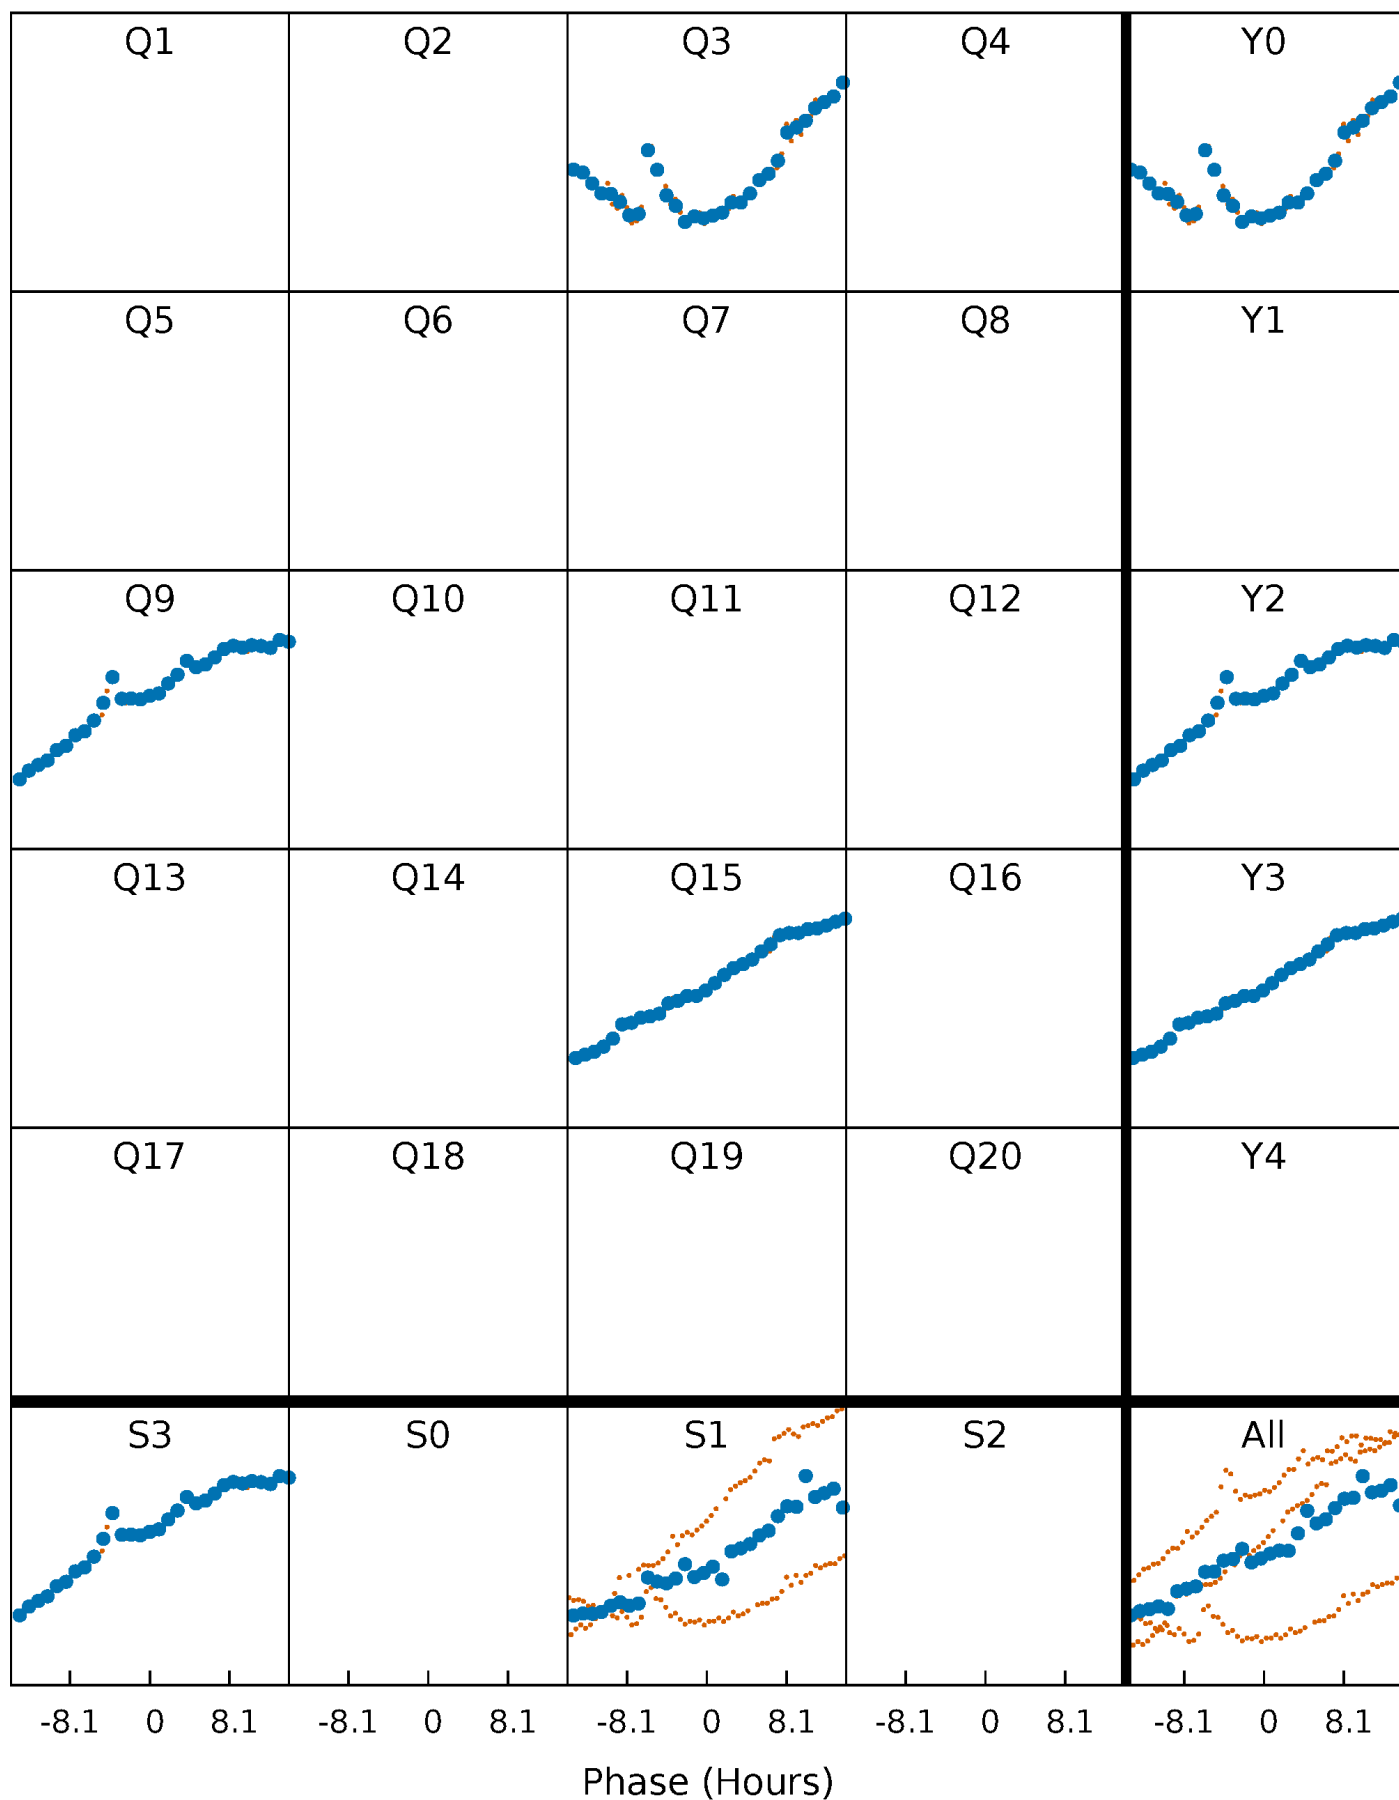 Q1 Q2 Q3 Q4 Y0
Q5 Q6 Q7 Q8 Y1
Q9 Q10 Q11 Q12 Y2
Q13 Q14 Q15 Q16 Y3
Q17 Q18 Q19 Q20 Y4
S3 S0 S1 S2 All
-8.1 0 8.1 -8.1 0 8.1 -8.1 0 8.1 -8.1 0 8.1 -8.1 0 8.1
Phase (Hours)